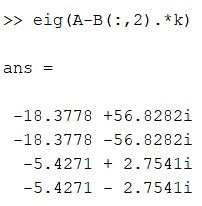 >> eig(A-B(:,2).*k)
ans =
-18.3778 +56.8282i
-18.3778 -56.8282i
-5.4271 + 2.7541i
-5.4271 - 2.7541i